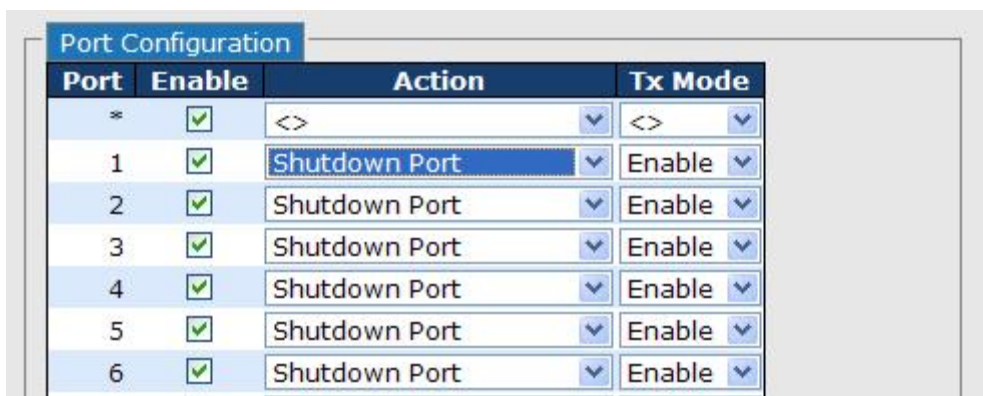 Port Configuration
Port Enable Action Tx Mode
* <> <>
1 Shutdown Port Enable
2 Shutdown Port Enable
3 Shutdown Port Enable
4 Shutdown Port Enable
5 Shutdown Port Enable
6 Shutdown Port Enable